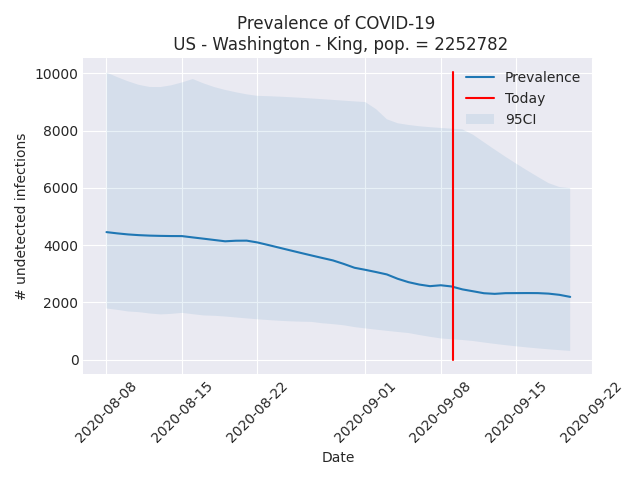 Prevalence of COVID-19
US - Washington - King, pop. = 2252782
# undetected infections
10000
8000
6000
4000
2000
0
Prevalence
Today
95CI
2020-08-08
2020-08-15
2020-08-22
2020-09-01
2020-09-08
2020-09-15
2020-09-22
Date